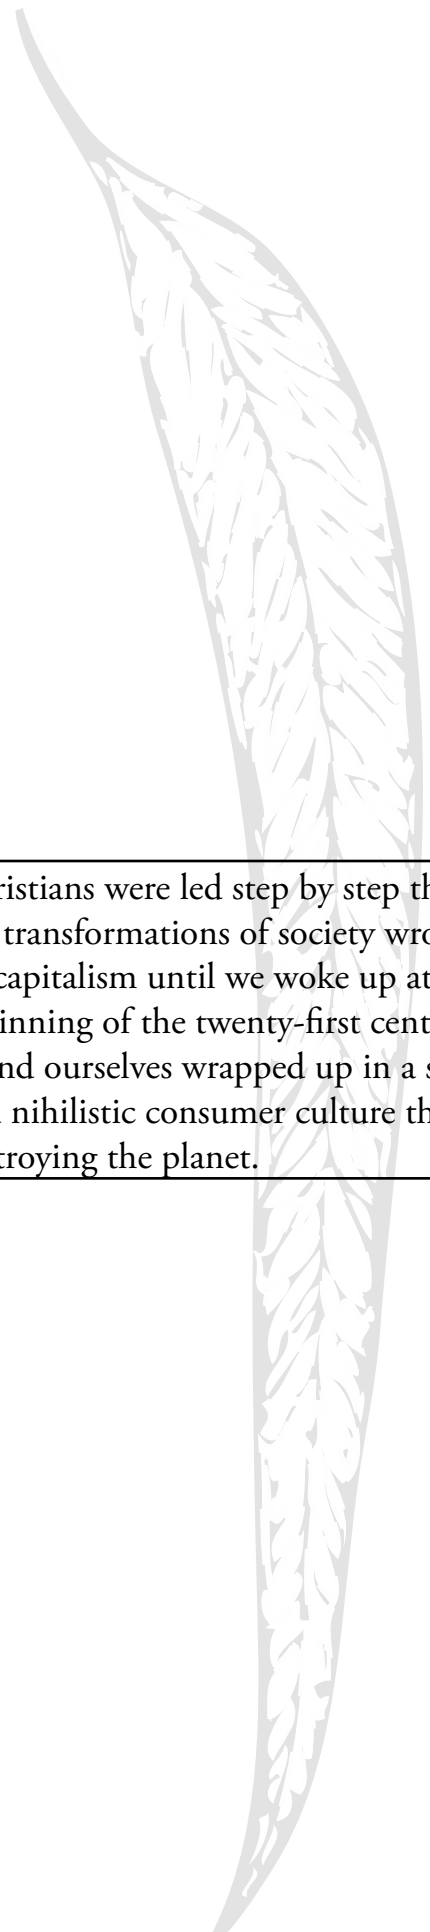 ristians were led step by step th
transformations of society wro
capitalism until we woke up at
inning of the twenty-first cent
nd ourselves wrapped up in a s
nihilistic consumer culture th
troying the planet.